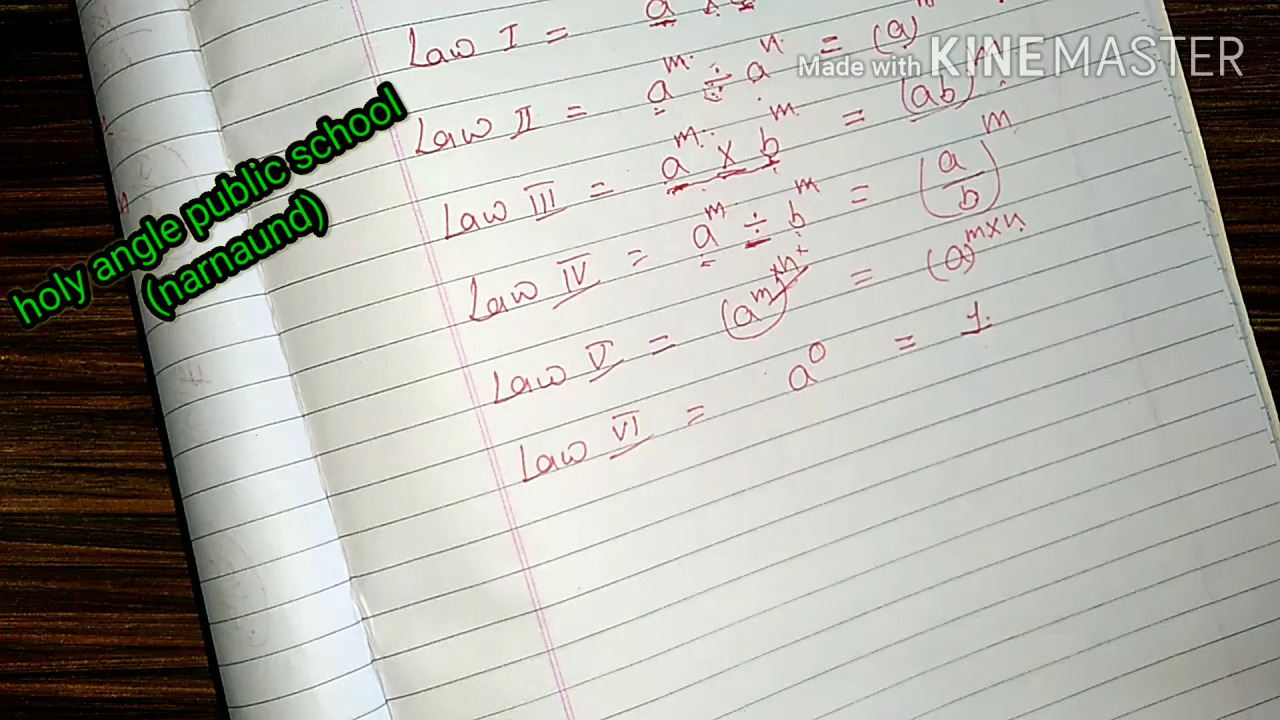 Law I = a
Law II = a^m ÷ a^n = (a)
Law III = a^m × b^m = (ab)^m
Law IV = a^m ÷ b^m = (a/b)^m
Law V = (a^m)^×n = (a)^m×n
Law VI = a^0 = 1.
Made with KINEMASTER
holy angle public school
(narnaund)